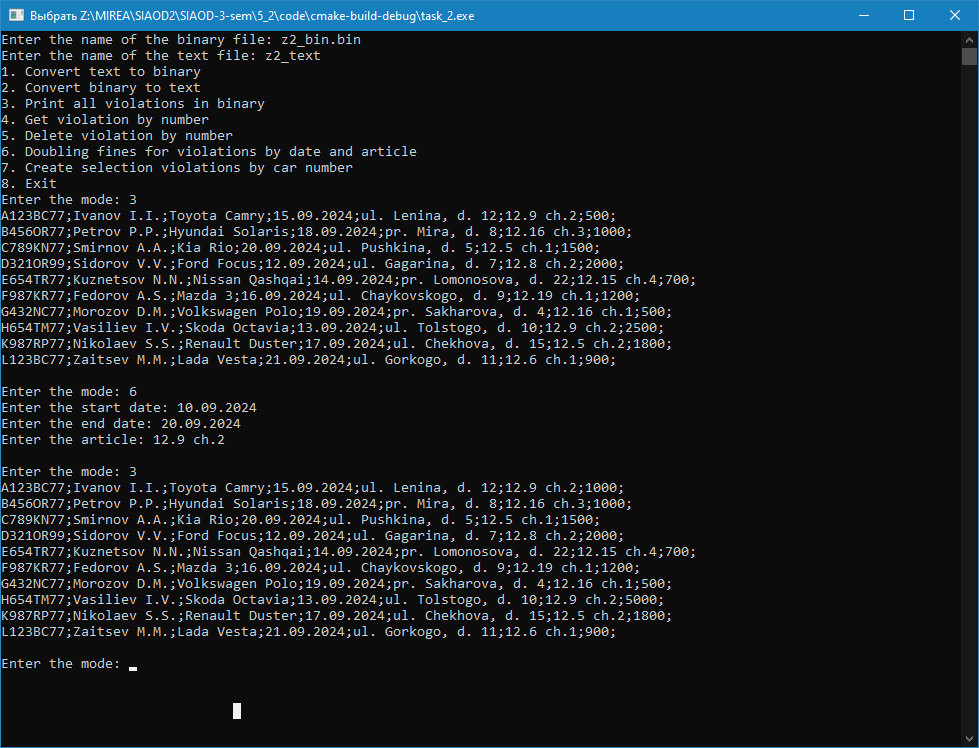 Выбрать Z:\MIREA\SIAOD2\SIAOD-3-sem\5_2\code\cmake-build-debug\task_2.exe
Enter the name of the binary file: z2_bin.bin
Enter the name of the text file: z2_text
1. Convert text to binary
2. Convert binary to text
3. Print all violations in binary
4. Get violation by number
5. Delete violation by number
6. Doubling fines for violations by date and article
7. Create selection violations by car number
8. Exit
Enter the mode: 3
A123BC77;Ivanov I.I.;Toyota Camry;15.09.2024;ul. Lenina, d. 12;12.9 ch.2;500;
B456OR77;Petrov P.P.;Hyundai Solaris;18.09.2024;pr. Mira, d. 8;12.16 ch.3;1000;
C789KN77;Smirnov A.A.;Kia Rio;20.09.2024;ul. Pushkina, d. 5;12.5 ch.1;1500;
D321OR99;Sidorov V.V.;Ford Focus;12.09.2024;ul. Gagarina, d. 7;12.8 ch.2;2000;
E654TR77;Kuznetsov N.N.;Nissan Qashqai;14.09.2024;pr. Lomonosova, d. 22;12.15 ch.4;700;
F987KR77;Fedorov A.S.;Mazda 3;16.09.2024;ul. Chaykovskogo, d. 9;12.19 ch.1;1200;
G432NC77;Morozov D.M.;Volkswagen Polo;19.09.2024;pr. Sakharova, d. 4;12.16 ch.1;500;
H654TM77;Vasiliev I.V.;Skoda Octavia;13.09.2024;ul. Tolstogo, d. 10;12.9 ch.2;2500;
K987RP77;Nikolaev S.S.;Renault Duster;17.09.2024;ul. Chekhova, d. 15;12.5 ch.2;1800;
L123BC77;Zaitsev M.M.;Lada Vesta;21.09.2024;ul. Gorkogo, d. 11;12.6 ch.1;900;
Enter the mode: 6
Enter the start date: 10.09.2024
Enter the end date: 20.09.2024
Enter the article: 12.9 ch.2
Enter the mode: 3
A123BC77;Ivanov I.I.;Toyota Camry;15.09.2024;ul. Lenina, d. 12;12.9 ch.2;1000;
B456OR77;Petrov P.P.;Hyundai Solaris;18.09.2024;pr. Mira, d. 8;12.16 ch.3;1000;
C789KN77;Smirnov A.A.;Kia Rio;20.09.2024;ul. Pushkina, d. 5;12.5 ch.1;1500;
D321OR99;Sidorov V.V.;Ford Focus;12.09.2024;ul. Gagarina, d. 7;12.8 ch.2;2000;
E654TR77;Kuznetsov N.N.;Nissan Qashqai;14.09.2024;pr. Lomonosova, d. 22;12.15 ch.4;700;
F987KR77;Fedorov A.S.;Mazda 3;16.09.2024;ul. Chaykovskogo, d. 9;12.19 ch.1;1200;
G432NC77;Morozov D.M.;Volkswagen Polo;19.09.2024;pr. Sakharova, d. 4;12.16 ch.1;500;
H654TM77;Vasiliev I.V.;Skoda Octavia;13.09.2024;ul. Tolstogo, d. 10;12.9 ch.2;5000;
K987RP77;Nikolaev S.S.;Renault Duster;17.09.2024;ul. Chekhova, d. 15;12.5 ch.2;1800;
L123BC77;Zaitsev M.M.;Lada Vesta;21.09.2024;ul. Gorkogo, d. 11;12.6 ch.1;900;
Enter the mode: